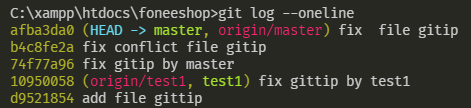 C:\xampp\htdocs\foneeshop>git log --oneline
afba3da0 (HEAD -> master, origin/master) fix  file gitip
b4c8fe2a fix conflict file gitip
74f77a96 fix gitip by master
10950058 (origin/test1, test1) fix gittip by test1
d9521854 add file gittip